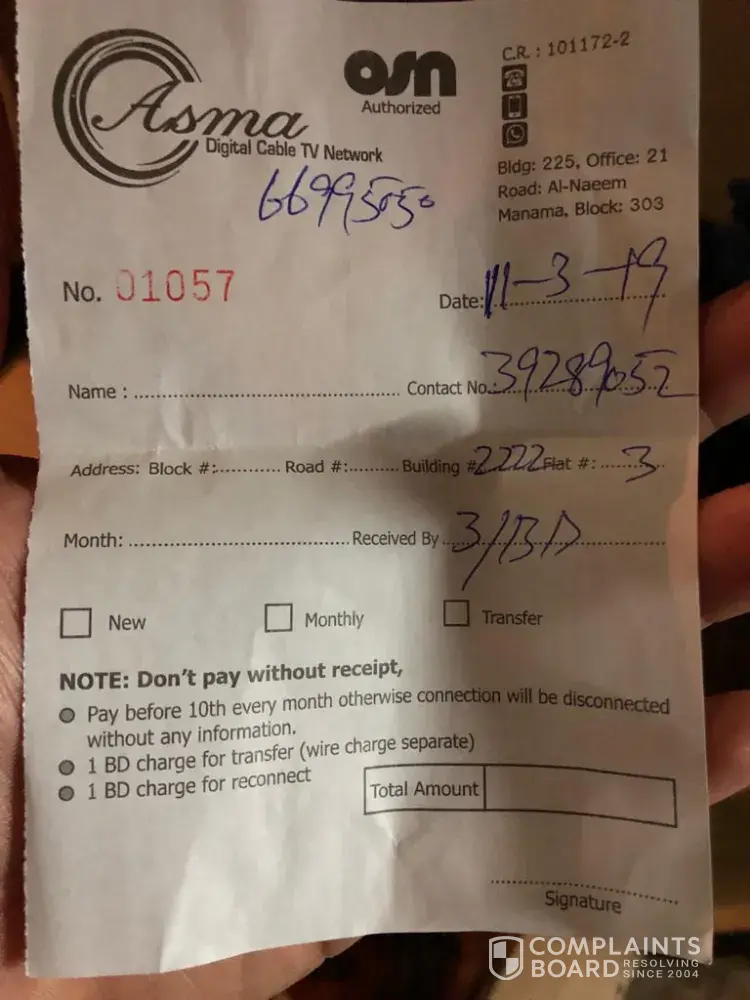 Asma
Digital Cable TV Network
osn
Authorized
C.R. : 101172-2
Bldg: 225, Office: 21
Road: Al-Naeem
Manama, Block: 303
66995050
No. 01057
Date: 11-3-19
Name : ........ Contact No.: 39289052
Address: Block #:........ Road #:........ Building # 2222 Flat #: 3
Month: ........ Received By 3/BD
New Monthly Transfer
NOTE: Don't pay without receipt,
Pay before 10th every month otherwise connection will be disconnected
without any information.
1 BD charge for transfer (wire charge separate)
1 BD charge for reconnect
Total Amount
Signature
COMPLAINTS
BOARD RESOLVING
SINCE 2004